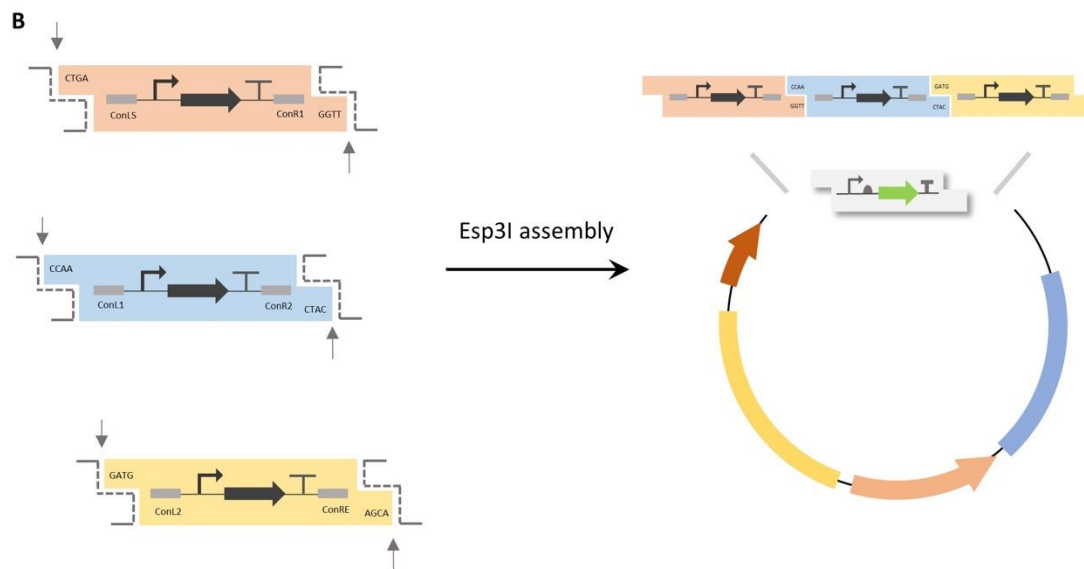 B
CTGA
ConLS
ConR1
GGTT
CCAA
ConL1
ConR2
CTAC
GATG
ConL2
ConRE
AGCA
Esp3I assembly
CCAA
GGTT
GATG
CTAC